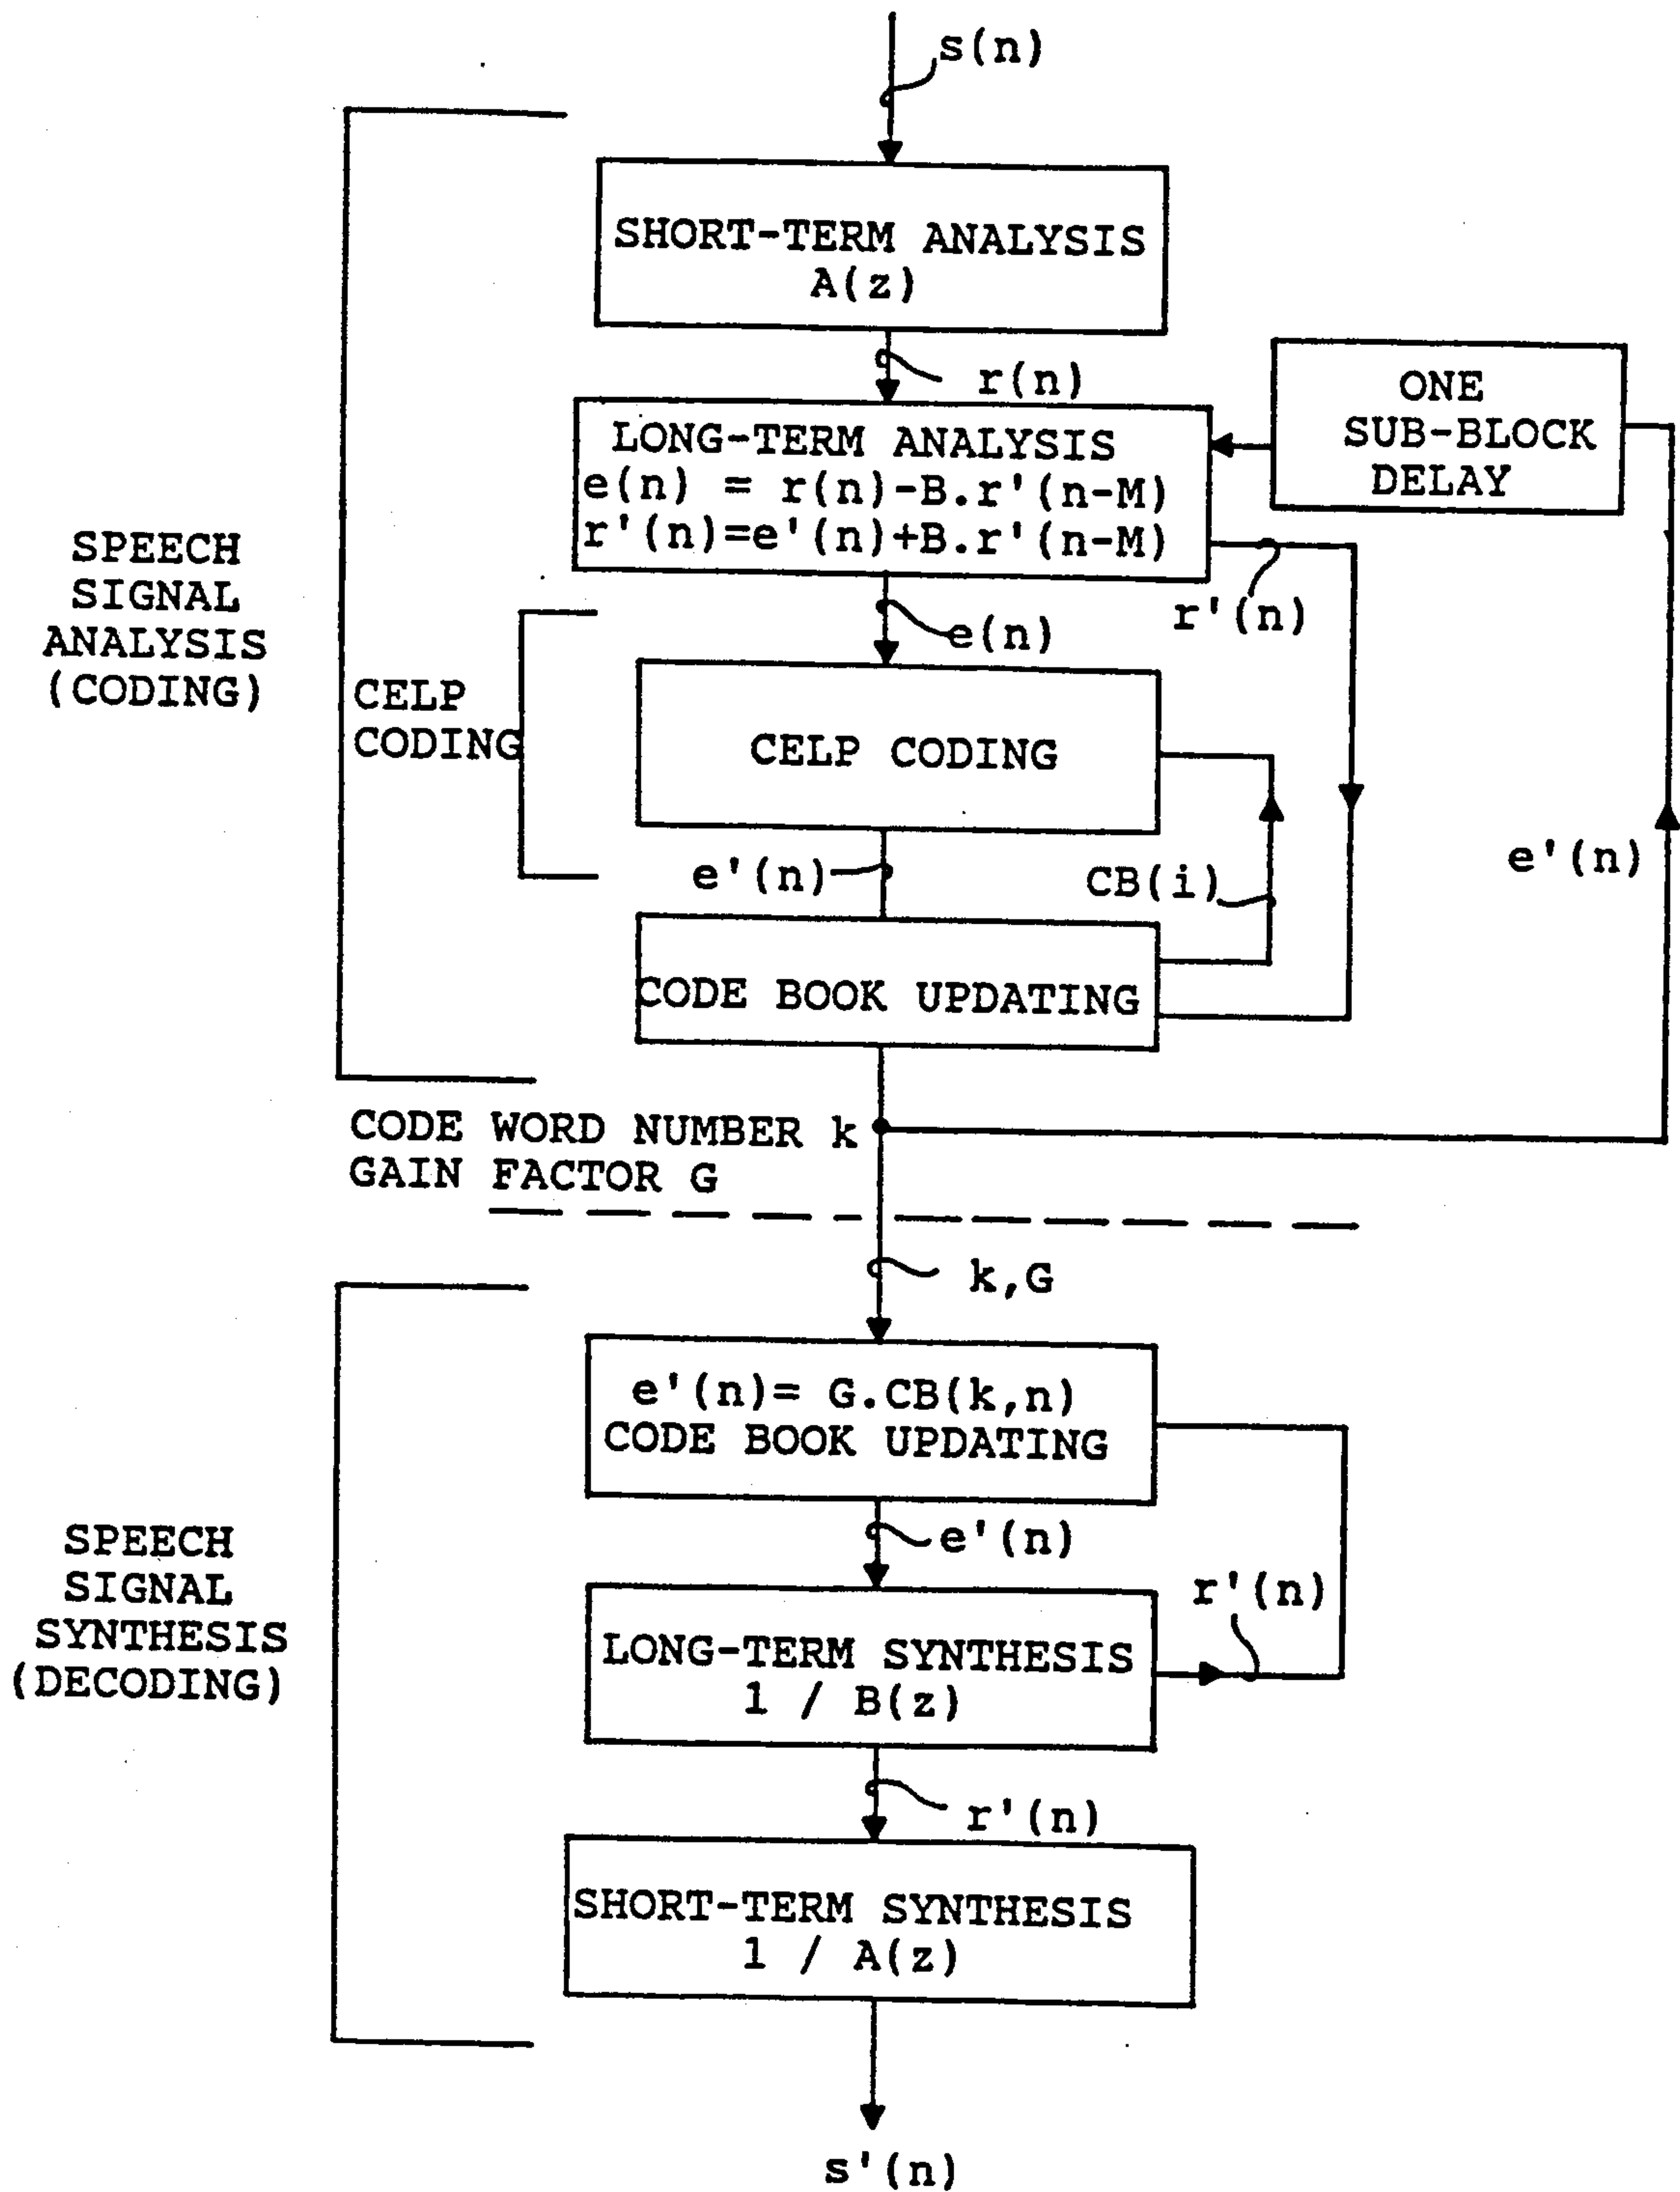 s(n)
SHORT-TERM ANALYSIS
A(z)
r(n)
ONE
SUB-BLOCK
DELAY
LONG-TERM ANALYSIS
e(n) = r(n)-B.r'(n-M)
r'(n)=e'(n)+B.r'(n-M)
r'(n)
e(n)
SPEECH
SIGNAL
ANALYSIS
(CODING)
CELP
CODING
CELP CODING
e'(n)
CB(i)
e'(n)
CODE BOOK UPDATING
CODE WORD NUMBER k
GAIN FACTOR G
k,G
e'(n)= G.CB(k,n)
CODE BOOK UPDATING
e'(n)
SPEECH
SIGNAL
SYNTHESIS
(DECODING)
r'(n)
LONG-TERM SYNTHESIS
1 / B(z)
r'(n)
SHORT-TERM SYNTHESIS
1 / A(z)
s'(n)